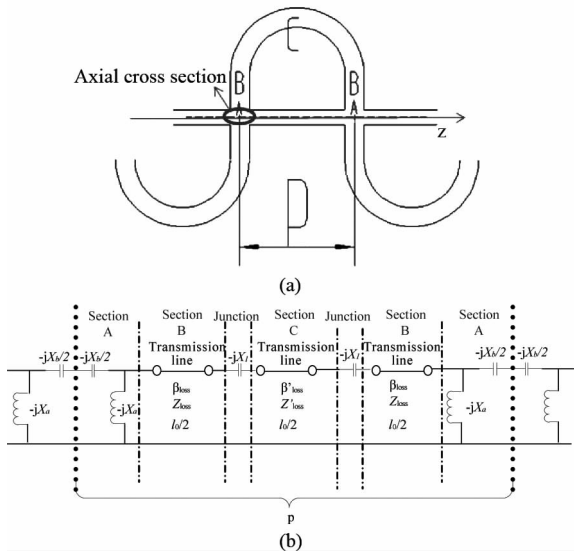 C
B
B
Axial cross section
A
A
z
D
(a)
Section A
Section B
Junction
Section C
Junction
Section B
Section A
-jXb/2
-jXb/2
Transmission line
-jX1
Transmission line
-jX1
Transmission line
-jXb/2
-jXb/2
-jXa
-jXa
βloss
Zloss
l0/2
β'loss
Z'loss
l0/2
βloss
Zloss
l0/2
-jXa
p
(b)